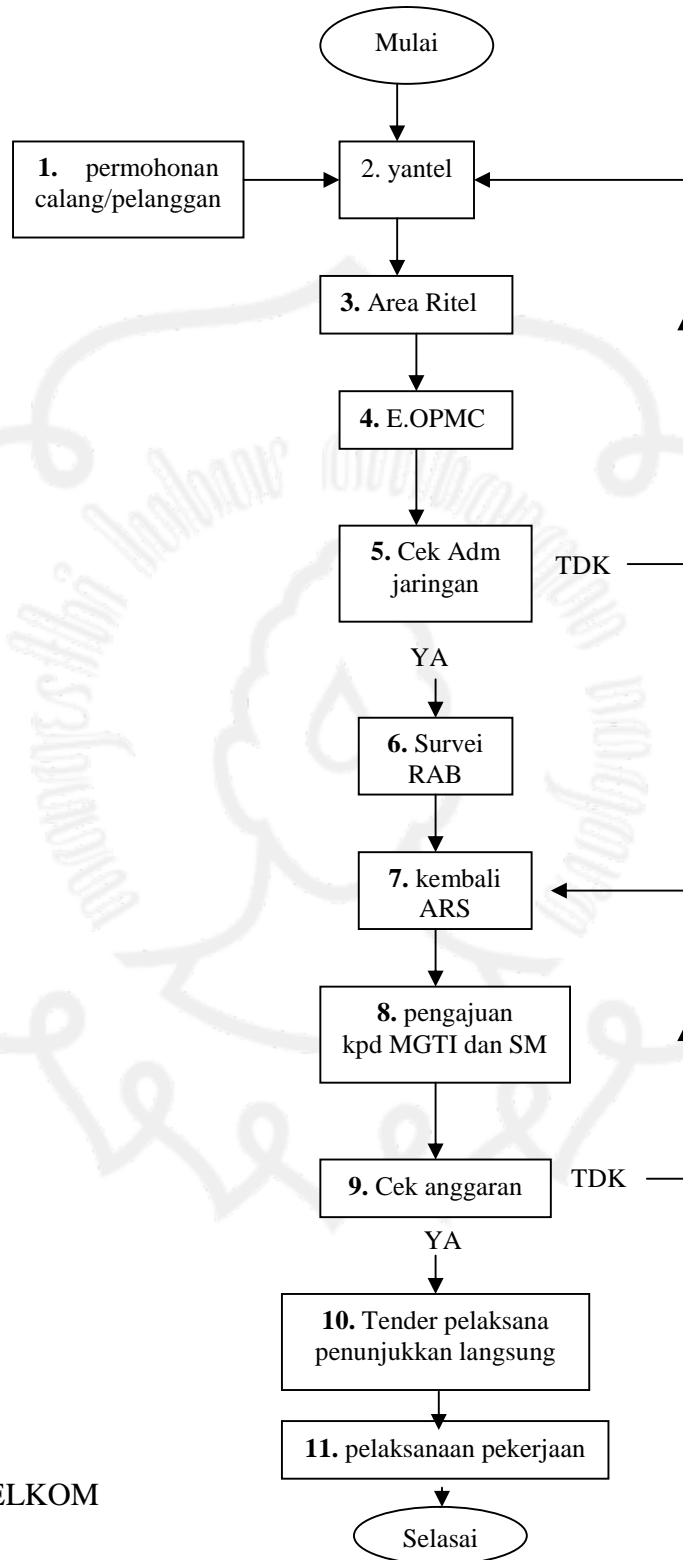 Mulai
1. permohonan
calang/pelanggan
2. yantel
3. Area Ritel
4. E.OPMC
5. Cek Adm
jaringan
TDK
YA
6. Survei
RAB
7. kembali
ARS
8. pengajuan
kpd MGTI dan SM
9. Cek anggaran
TDK
YA
10. Tender pelaksana
penunjukkan langsung
11. pelaksanaan pekerjaan
ELKOM
Selasai